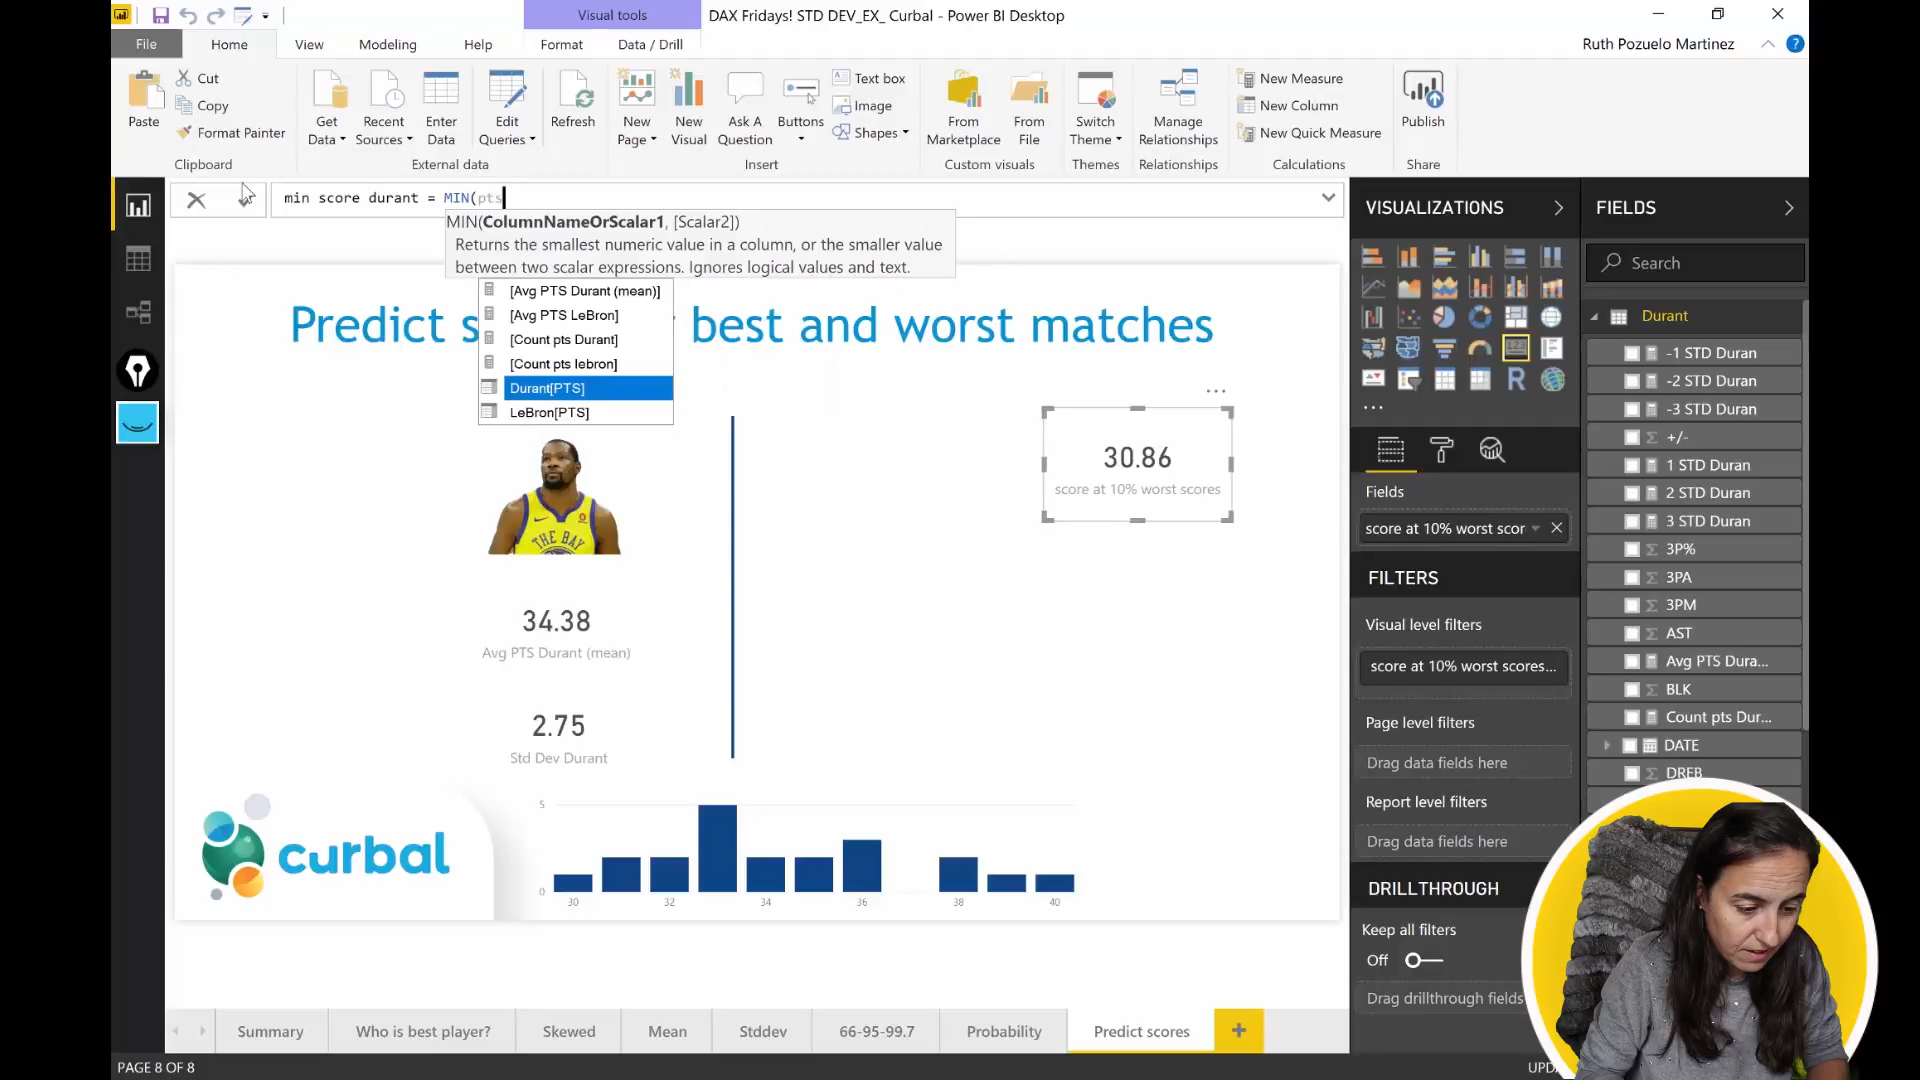 Visual tools
DAX Fridays! STD DEV_EX_ Curbal - Power BI Desktop
File
Home
View
Modeling
Help
Format
Data / Drill
Ruth Pozuelo Martinez
?
Paste
Cut
Copy
Format Painter
Clipboard
Get Data
Recent Sources
Enter Data
Edit Queries
External data
Refresh
New Page
New Visual
Ask A Question
Buttons
Text box
Image
Shapes
Insert
From Marketplace
From File
Custom visuals
Switch Theme
Themes
Manage Relationships
Relationships
New Measure
New Column
New Quick Measure
Calculations
Publish
Share
min score durant = MIN(pts
MIN(ColumnNameOrScalar1, [Scalar2])
Returns the smallest numeric value in a column, or the smaller value
between two scalar expressions. Ignores logical values and text.
[Avg PTS Durant (mean)]
[Avg PTS LeBron]
[Count pts Durant]
[Count pts lebron]
Durant[PTS]
LeBron[PTS]
Predict s
best and worst matches
THE BAY
34.38
Avg PTS Durant (mean)
2.75
Std Dev Durant
30.86
score at 10% worst scores
5
0
30
32
34
36
38
40
curbal
VISUALIZATIONS
R
Fields
score at 10% worst scor
FILTERS
Visual level filters
score at 10% worst scores...
Page level filters
Drag data fields here
Report level filters
Drag data fields here
DRILLTHROUGH
Keep all filters
Off
Drag drillthrough fields
FIELDS
Search
Durant
-1 STD Duran
-2 STD Duran
-3 STD Duran
+/-
1 STD Duran
2 STD Duran
3 STD Duran
3P%
3PA
3PM
AST
Avg PTS Dura...
BLK
Count pts Dur...
DATE
DREB
Summary
Who is best player?
Skewed
Mean
Stddev
66-95-99.7
Probability
Predict scores
+
PAGE 8 OF 8
UPD